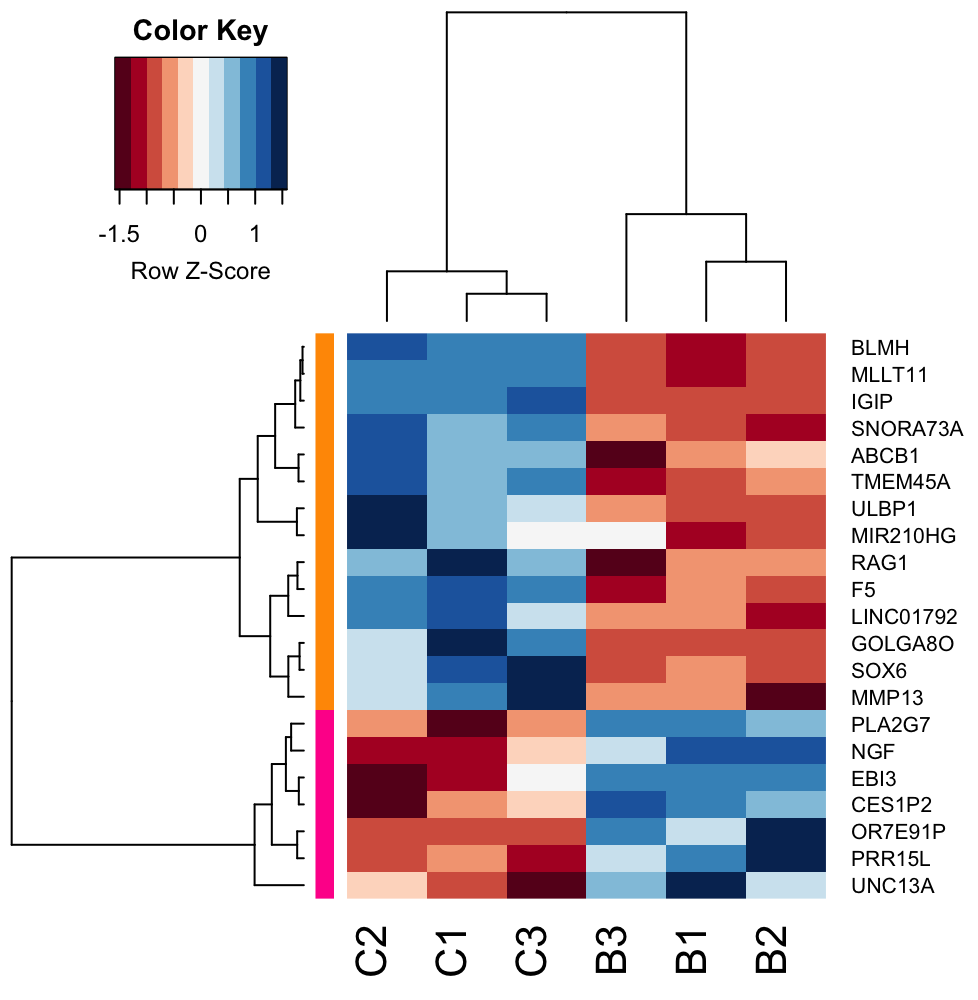 Color Key
-1.5 0 1
Row Z-Score
BLMH
MLLT11
IGIP
SNORA73A
ABCB1
TMEM45A
ULBP1
MIR210HG
RAG1
F5
LINC01792
GOLGA8O
SOX6
MMP13
PLA2G7
NGF
EBI3
CES1P2
OR7E91P
PRR15L
UNC13A
C2 C1 C3 B3 B1 B2